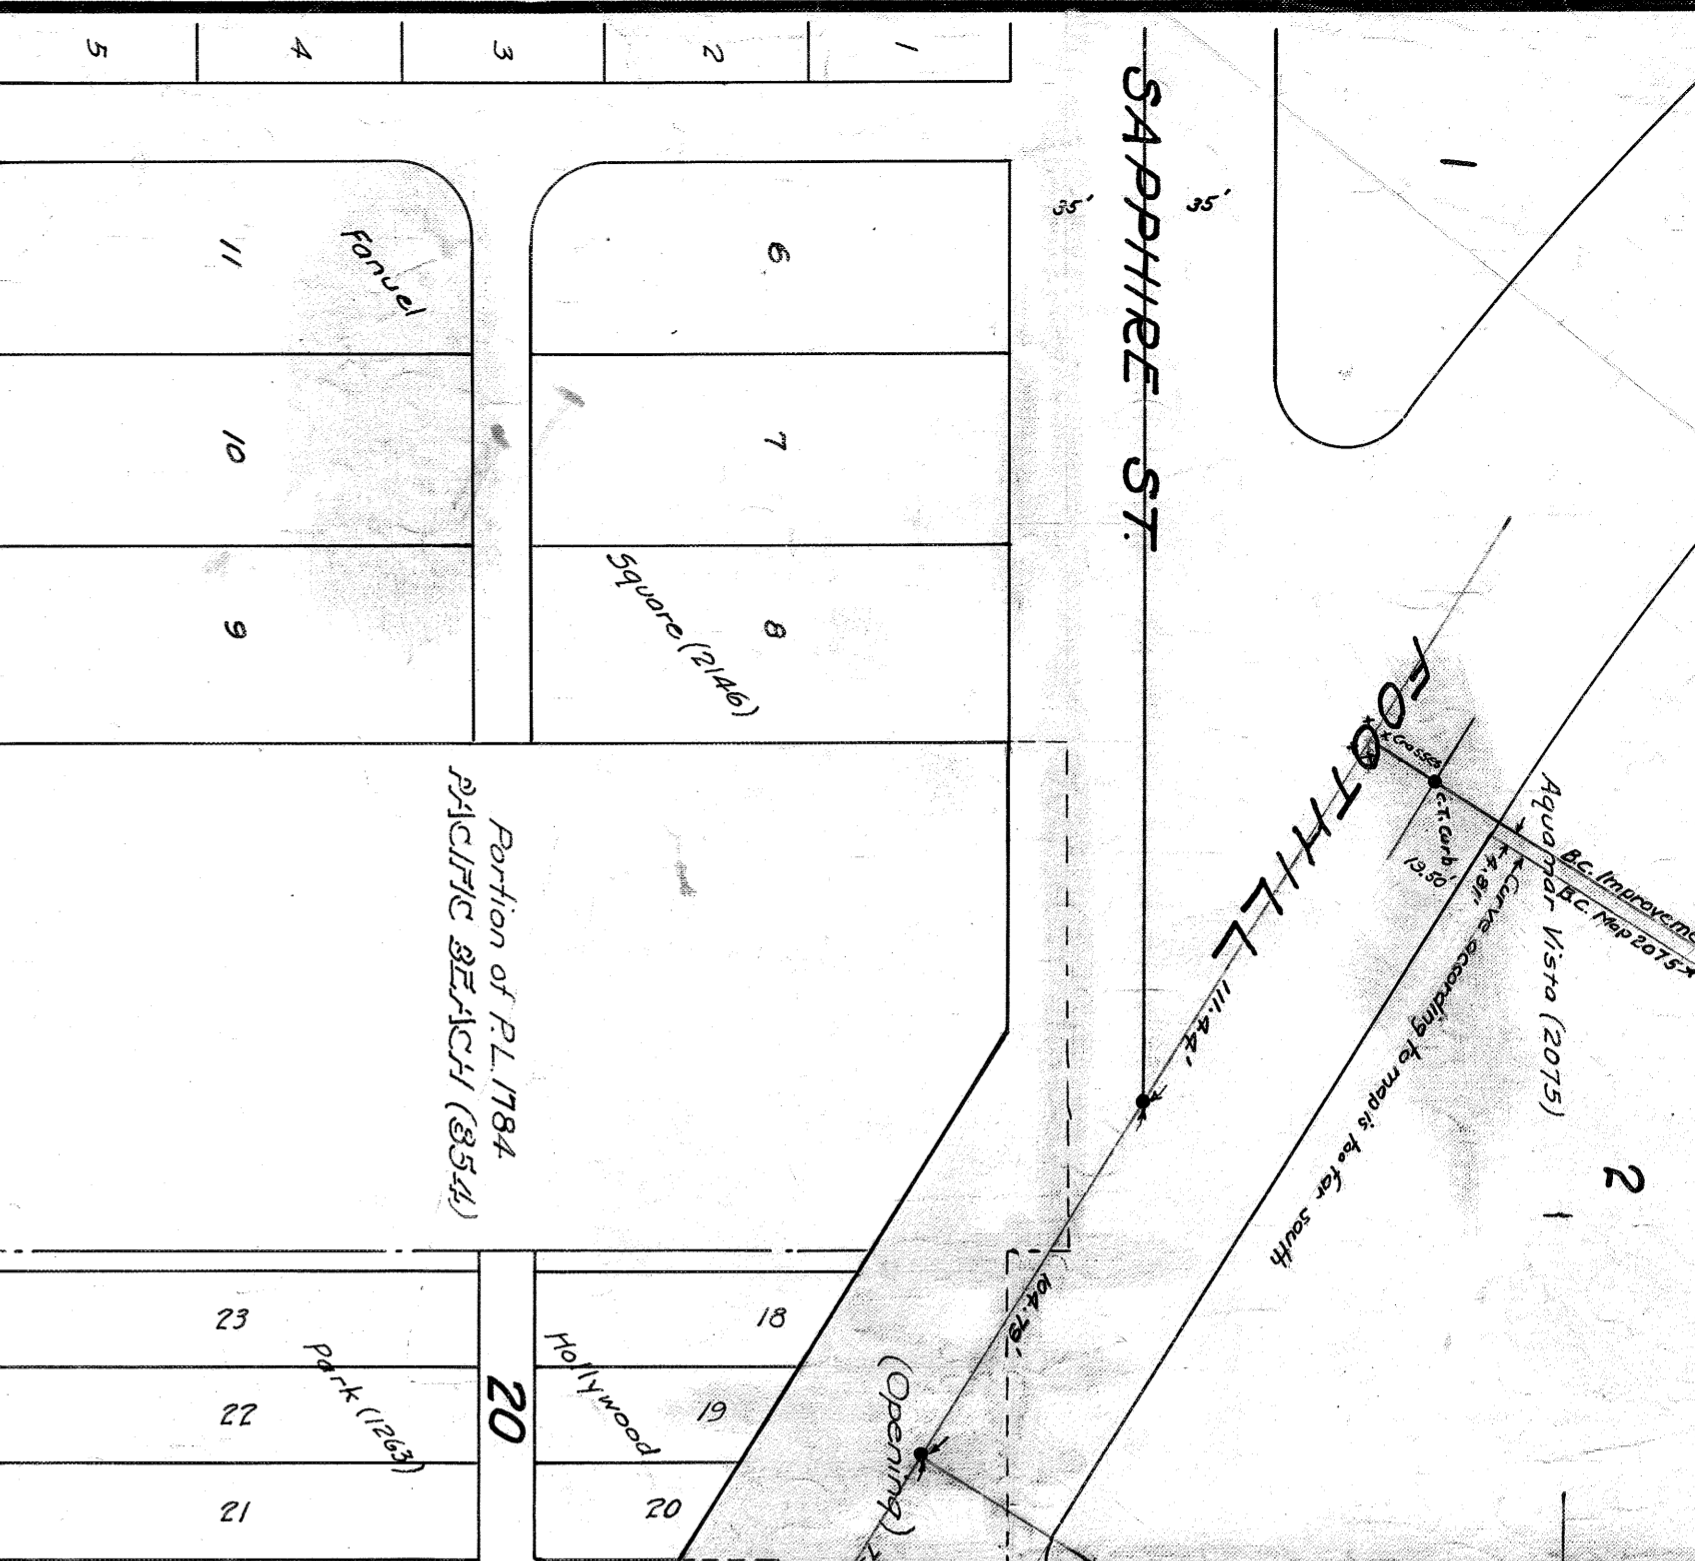 5
4
3
2
1
SAPPHIRE ST.
35'
35'
1
11
Fanuel
6
10
7
9
Square (2146)
8
FOOTHILL
Crosses
C.T. Curb
13.50'
4.81'
B.C. Improveme
B.C. Map 2075
Aquamar Vista (2075)
Curve according to map is too far south
111.44'
2
Portion of P.L. 1784
PACIFIC BEACH (854)
104.79'
(Opening)
23
Park (1263)
22
21
20
Hollywood
18
19
20